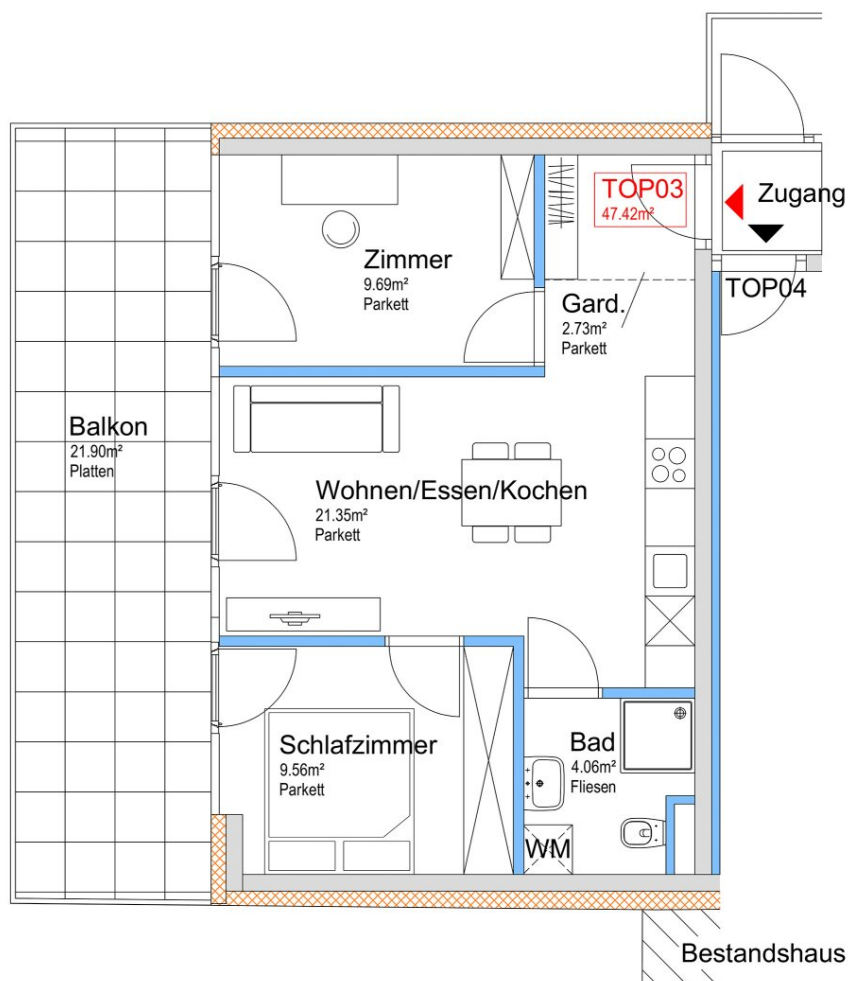 TOP03
47.42m²
Zugang
Zimmer
9.69m²
Parkett
TOP04
Gard.
2.73m²
Parkett
Balkon
21.90m²
Platten
Wohnen/Essen/Kochen
21.35m²
Parkett
Schlafzimmer
9.56m²
Parkett
Bad
4.06m²
Fliesen
WM
Bestandshaus